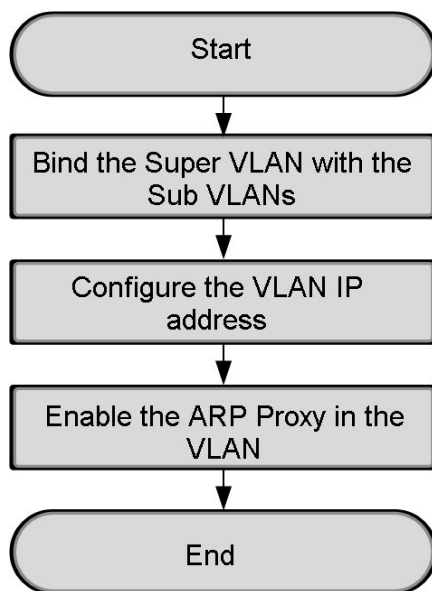 Start
Bind the Super VLAN with the
Sub VLANs
Configure the VLAN IP
address
Enable the ARP Proxy in the
VLAN
End